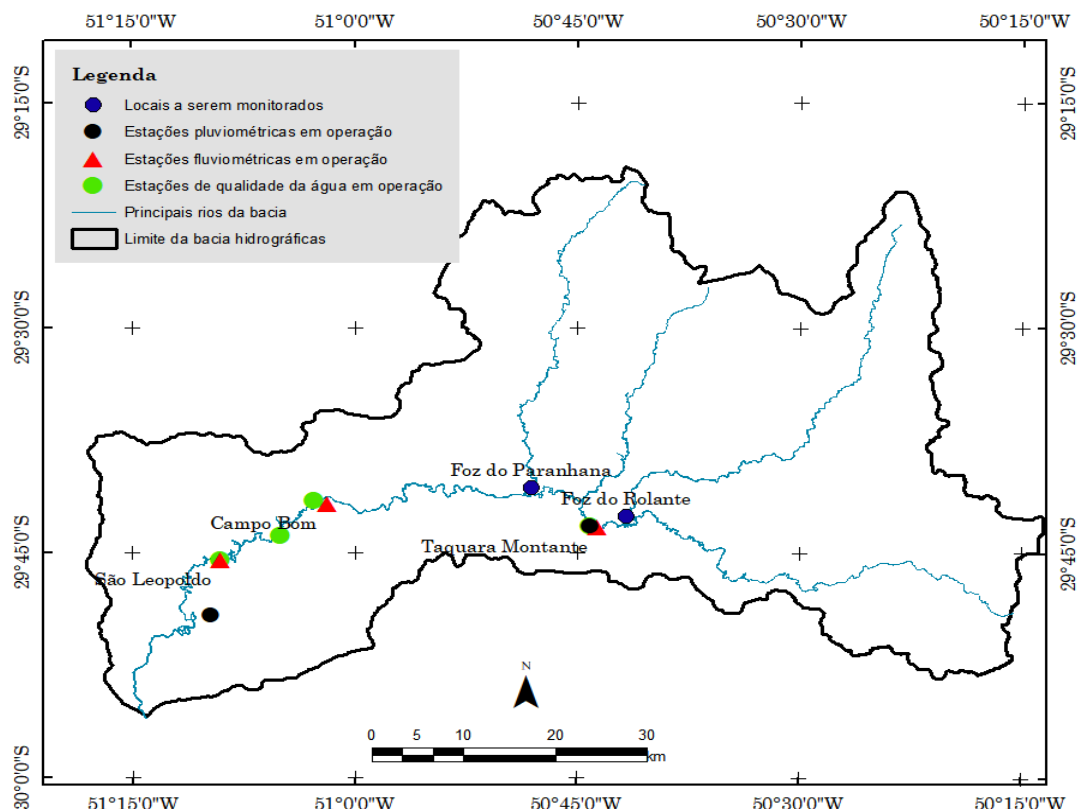 51°15'0"W 51°00'0"W 50°45'0"W 50°30'0"W 50°15'0"W
Legenda
Locais a serem monitorados
Estações pluviométricas em operação
Estações fluviométricas em operação
Estações de qualidade da água em operação
Principais rios da bacia
Limite da bacia hidrográficas
29°15'0"S 29°15'0"S
29°30'0"S 29°30'0"S
Foz do Paranhana
Foz do Rolante
Campo Bom
Taquara Montante
29°45'0"S 29°45'0"S
São Leopoldo
N
0 5 10 20 30
km
30°0'0"S 30°0'0"S
51°15'0"W 51°00'0"W 50°45'0"W 50°30'0"W 50°15'0"W